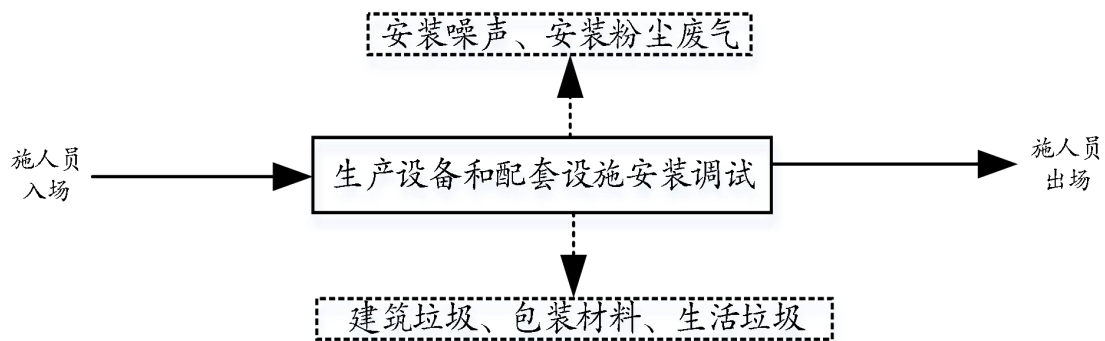 安装噪声、安装粉尘废气
施人员
入场
生产设备和配套设施安装调试
施人员
出场
建筑垃圾、包装材料、生活垃圾